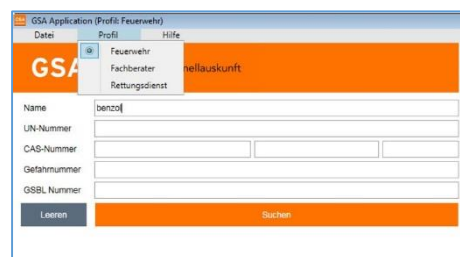 GSA Application (Profil: Feuerwehr)
Datei Profil Hilfe
Feuerwehr
Fachberater
Rettungsdienst
GSA nellauskunft
Name benzol
UN-Nummer
CAS-Nummer
Gefahrnummer
GSBL Nummer
Leeren Suchen